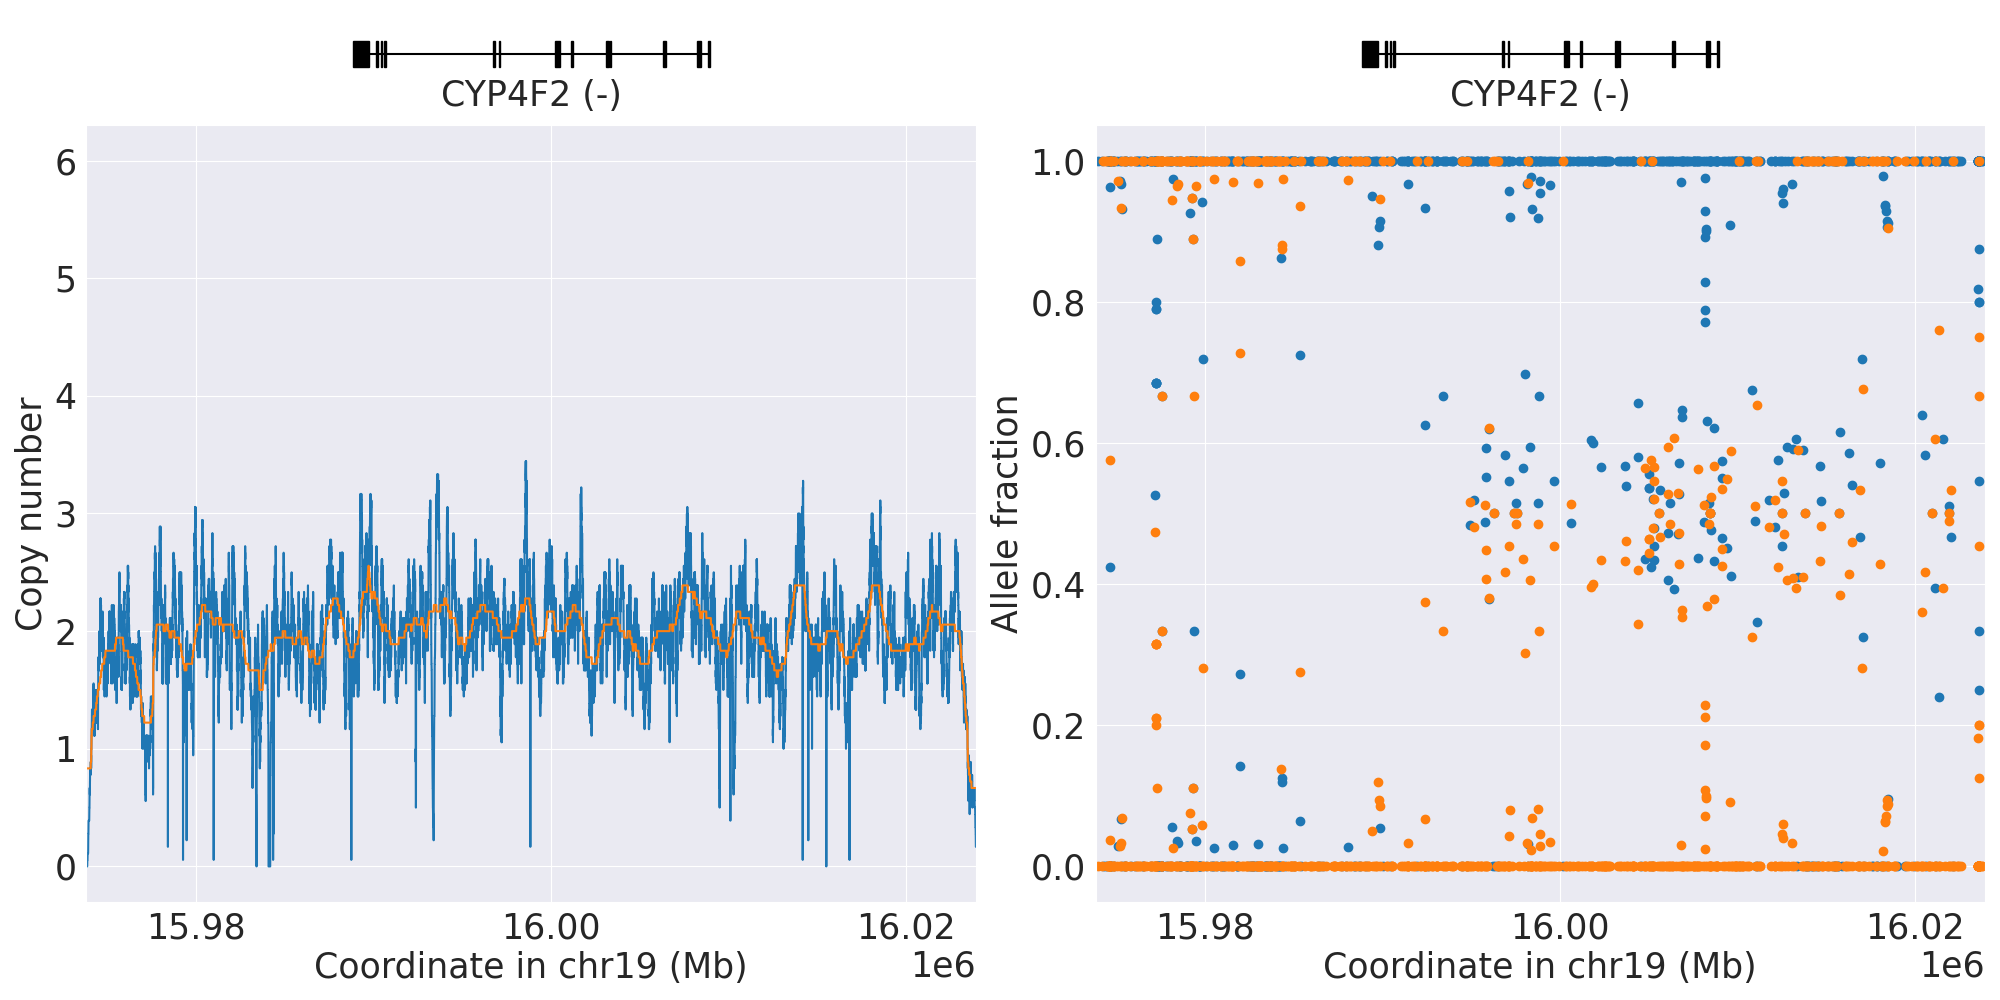 CYP4F2 (-)
Copy number
6
5
4
3
2
1
0
15.98
16.00
16.02
Coordinate in chr19 (Mb)
1e6
CYP4F2 (-)
Allele fraction
1.0
0.8
0.6
0.4
0.2
0.0
15.98
16.00
16.02
Coordinate in chr19 (Mb)
1e6